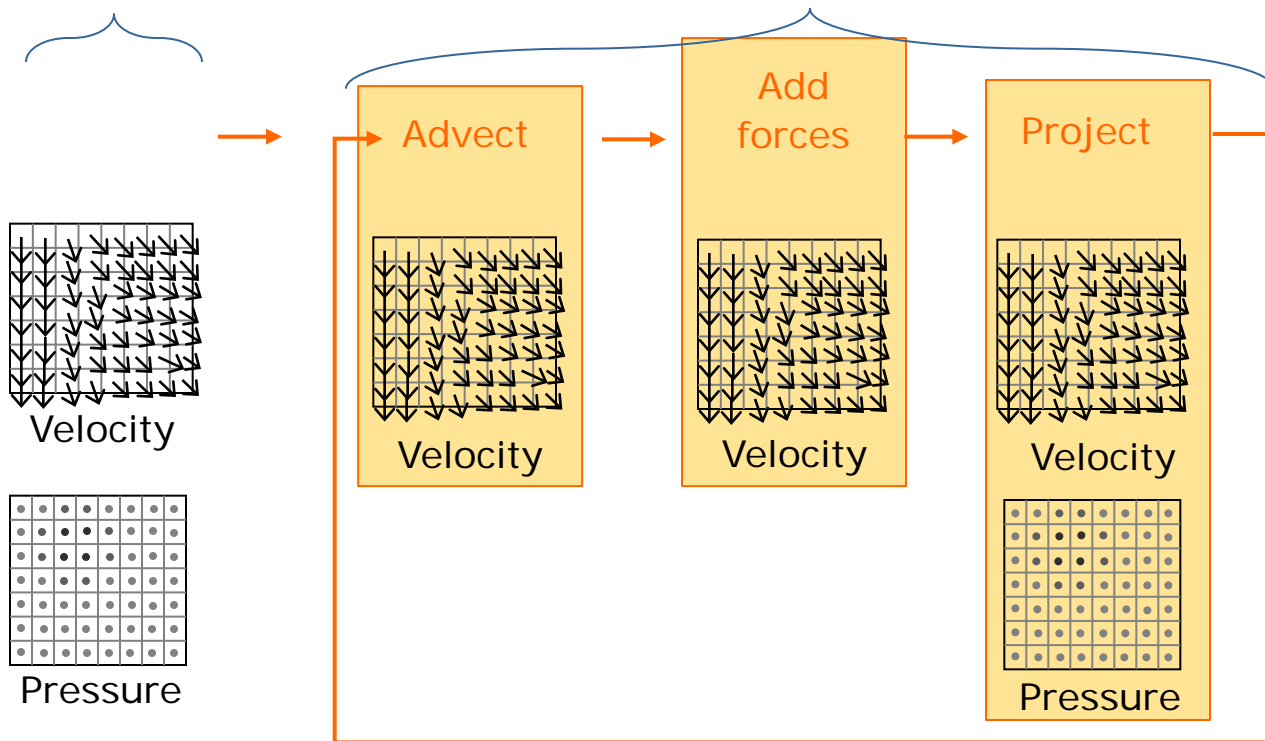 Velocity
Pressure
Advect
Velocity
Add
forces
Velocity
Project
Velocity
Pressure